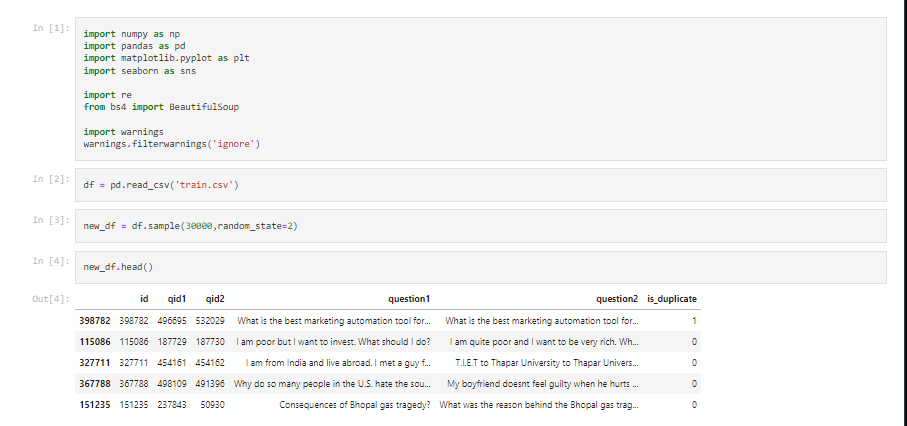 In [1]:
import numpy as np
import pandas as pd
import matplotlib.pyplot as plt
import seaborn as sns
import re
from bs4 import BeautifulSoup
import warnings
warnings.filterwarnings('ignore')
In [2]:
df = pd.read_csv('train.csv')
In [3]:
new_df = df.sample(30000,random_state=2)
In [4]:
new_df.head()
Out[4]:
id qid1 qid2 question1 question2 is_duplicate
398782 398782 496695 532029 What is the best marketing automation tool for... What is the best marketing automation tool for... 1
115086 115086 187729 187730 I am poor but I want to invest. What should I do? I am quite poor and I want to be very rich. Wh... 0
327711 327711 454161 454162 I am from India and live abroad. I met a guy f... T.I.E.T to Thapar University to Thapar Univers... 0
367788 367788 498109 491396 Why do so many people in the U.S. hate the sou... My boyfriend doesnt feel guilty when he hurts ... 0
151235 151235 237843 50930 Consequences of Bhopal gas tragedy? What was the reason behind the Bhopal gas trag... 0